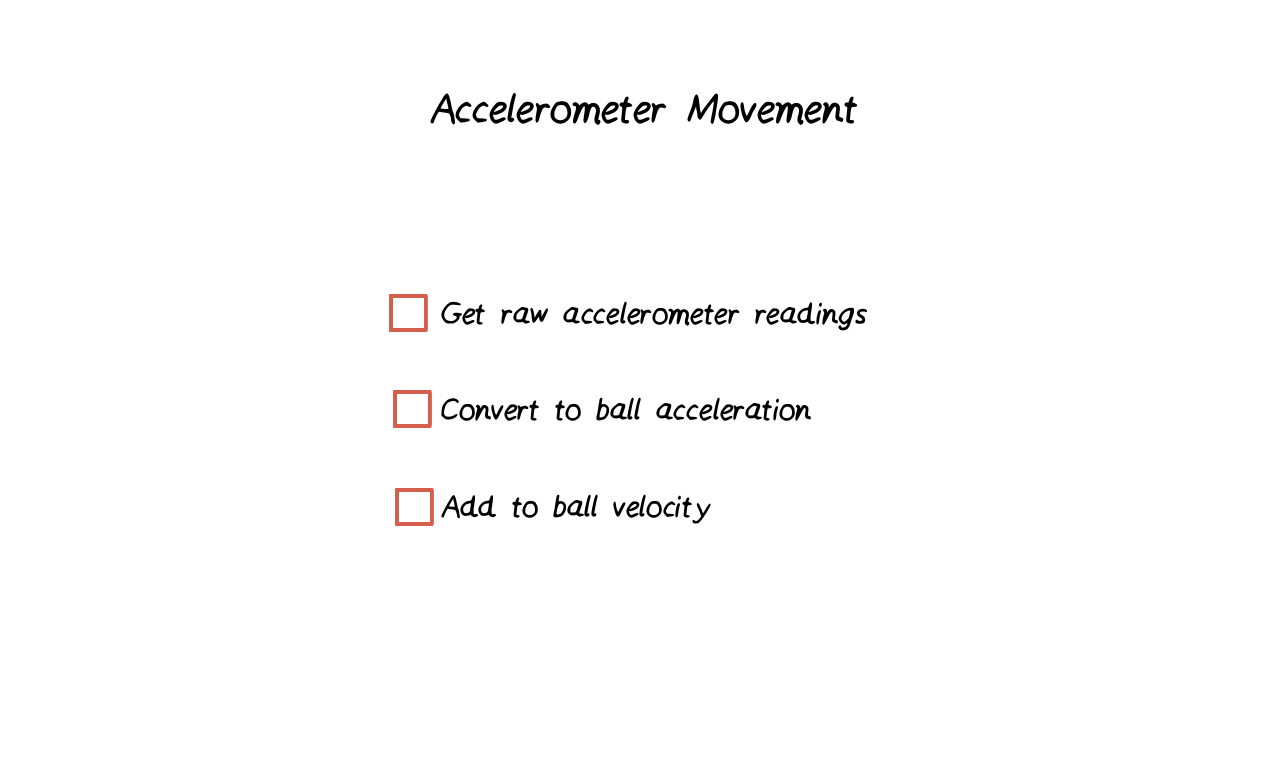 Accelerometer Movement
Get raw accelerometer readings
Convert to ball acceleration
Add to ball velocity